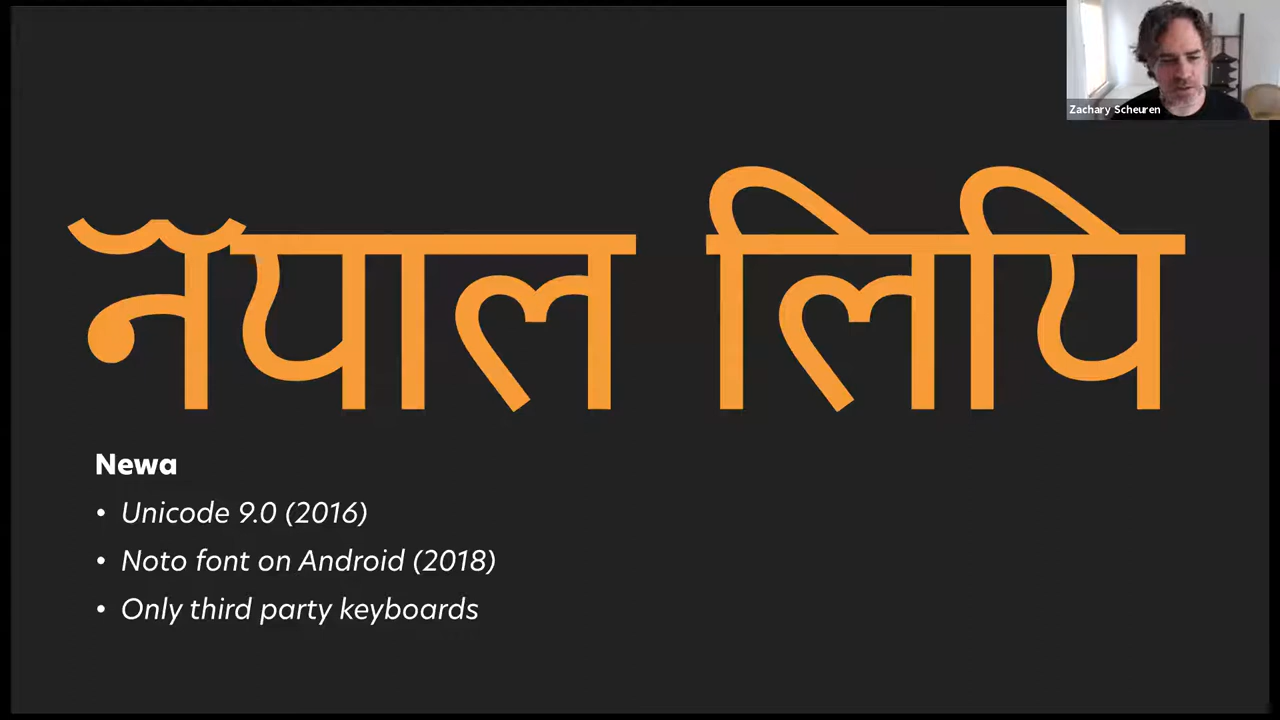 Zachary Scheuren
𑐣𑐾𑐥𑐵𑐮 𑐮𑐶𑐥𑐶
Newa
• Unicode 9.0 (2016)
• Noto font on Android (2018)
• Only third party keyboards